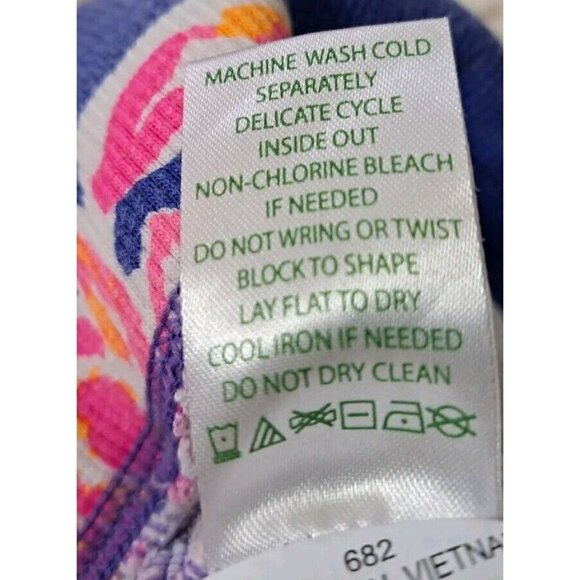 MACHINE WASH COLD
SEPARATELY
DELICATE CYCLE
INSIDE OUT
NON-CHLORINE BLEACH
IF NEEDED
DO NOT WRING OR TWIST
BLOCK TO SHAPE
LAY FLAT TO DRY
COOL IRON IF NEEDED
DO NOT DRY CLEAN
682